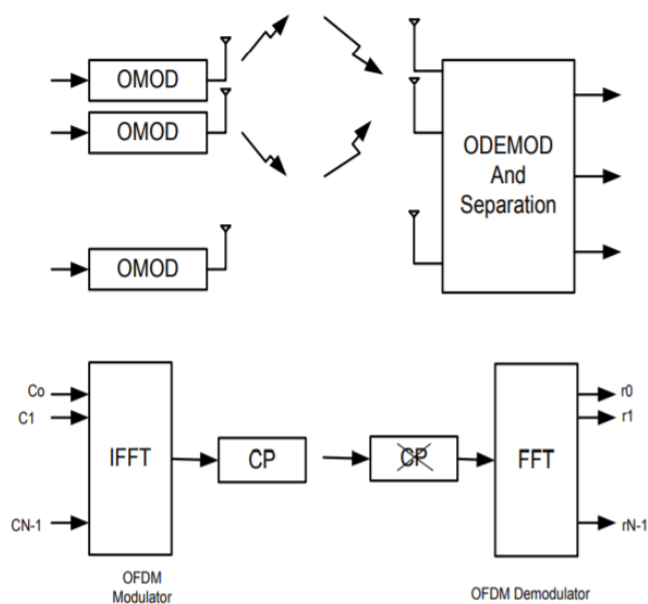 OMOD
OMOD
ODEMOD
And
Separation
OMOD
Co
C1
CN-1
IFFT
CP
CP
FFT
r0
r1
rN-1
OFDM
Modulator
OFDM Demodulator